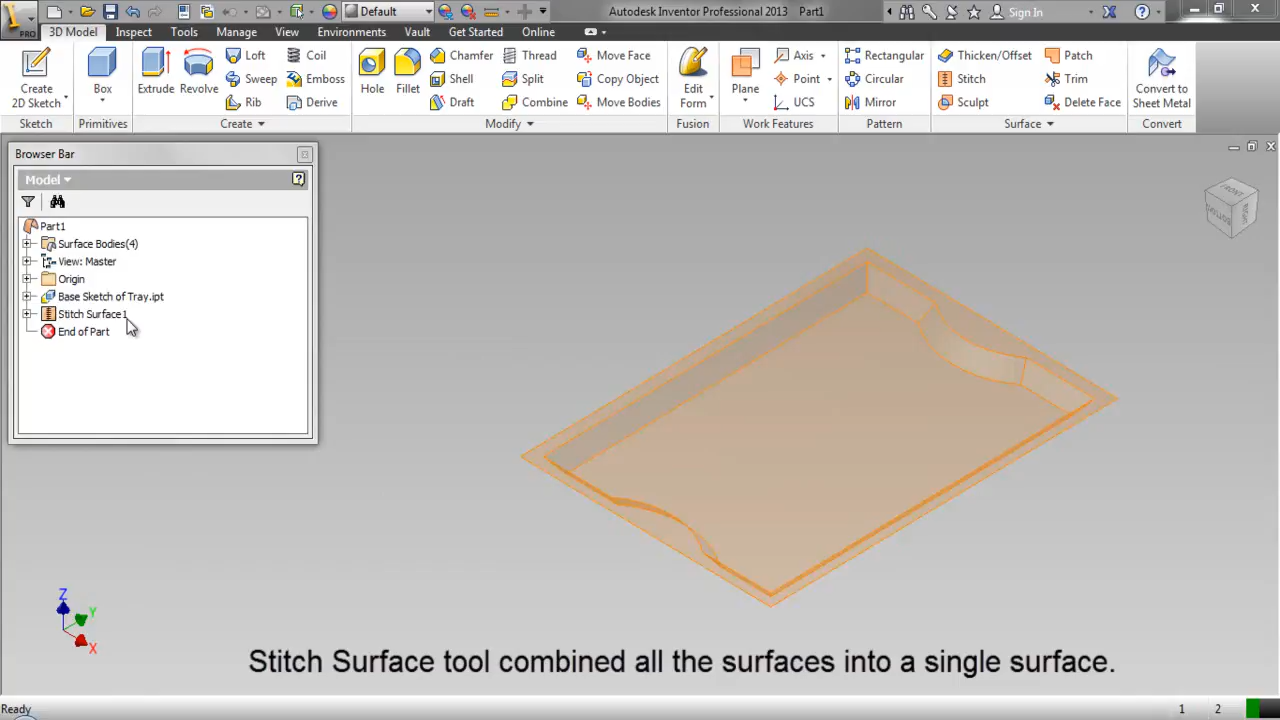 PRO
Default
Autodesk Inventor Professional 2013 Part1
Sign In
3D Model Inspect Tools Manage View Environments Vault Get Started Online
Create 2D Sketch
Sketch
Box
Primitives
Extrude
Revolve
Loft
Sweep
Rib
Coil
Emboss
Derive
Create
Hole
Fillet
Chamfer
Shell
Draft
Thread
Split
Combine
Move Face
Copy Object
Move Bodies
Modify
Edit Form
Fusion
Plane
Axis
Point
UCS
Work Features
Rectangular
Circular
Mirror
Pattern
Thicken/Offset
Stitch
Sculpt
Patch
Trim
Delete Face
Surface
Convert to Sheet Metal
Convert
Browser Bar
Model
Part1
Surface Bodies(4)
View: Master
Origin
Base Sketch of Tray.ipt
Stitch Surface1
End of Part
FRONT
BOTTOM
Z
Y
X
Stitch Surface tool combined all the surfaces into a single surface.
Ready
1 2